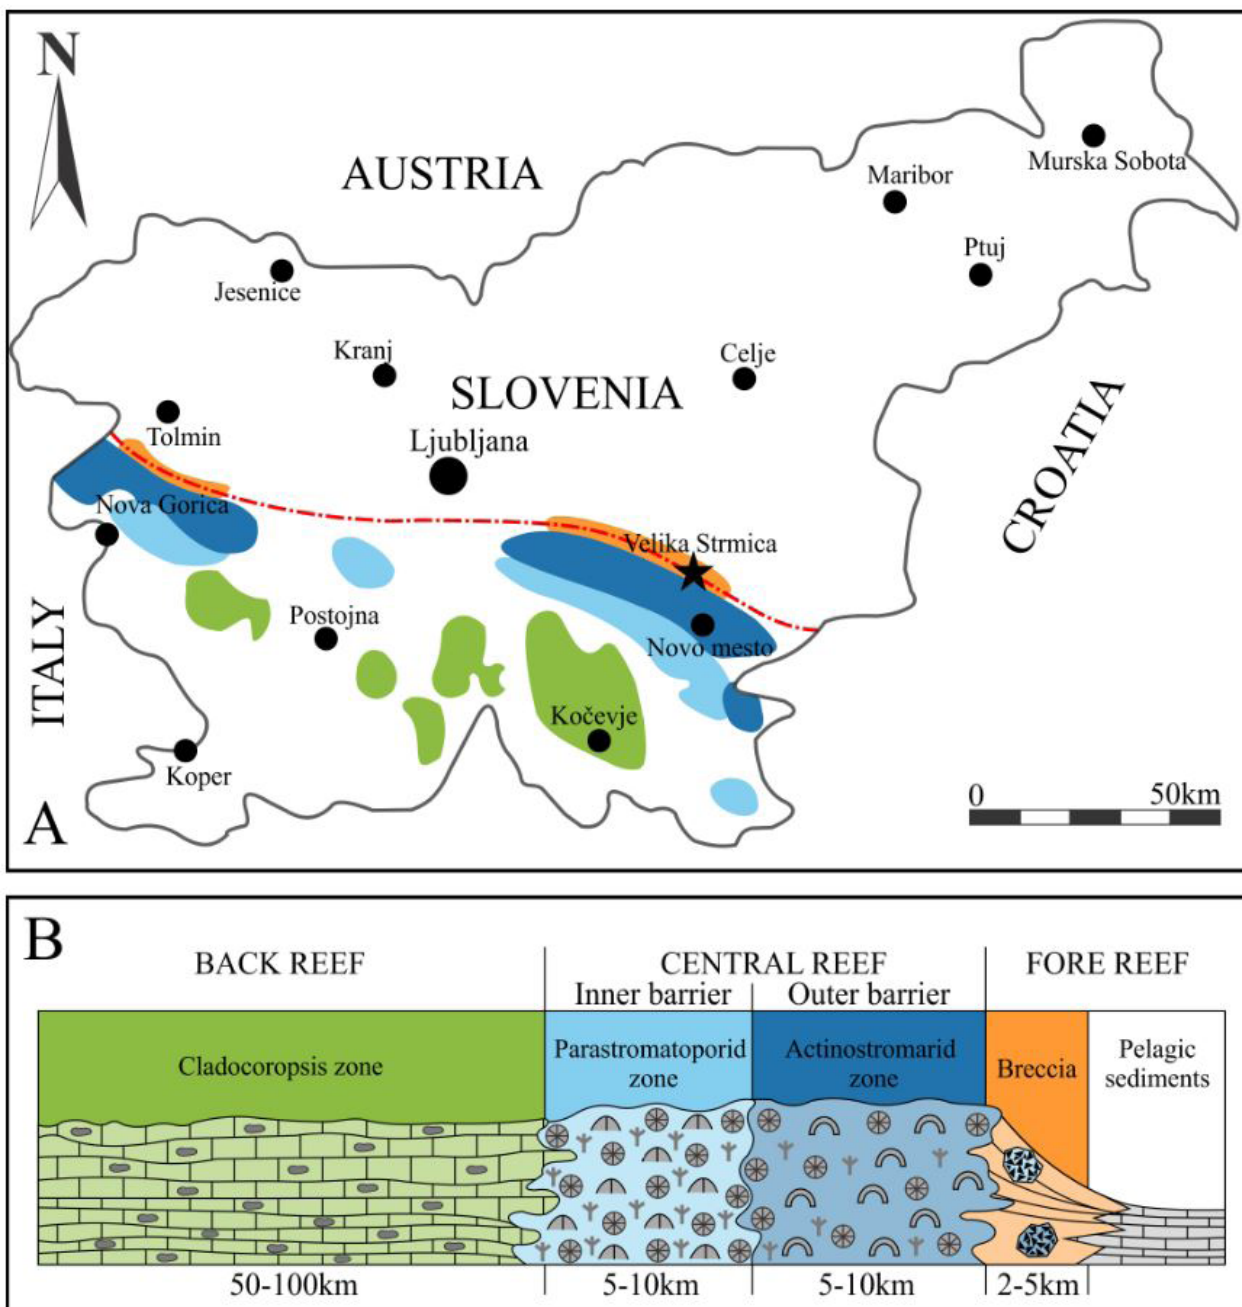 N
AUSTRIA
Murska Sobota
Maribor
Ptuj
Jesenice
Kranj
Celje
SLOVENIA
Tolmin
Ljubljana
CROATIA
Nova Gorica
Velika Strmica
ITALY
Postojna
Novo mesto
Kočevje
Koper
0 50km
A
B
BACK REEF CENTRAL REEF FORE REEF
Inner barrier Outer barrier
Cladocoropsis zone
Parastromatoporid
zone
Actinostromarid
zone
Breccia
Pelagic
sediments
50-100km 5-10km 5-10km 2-5km